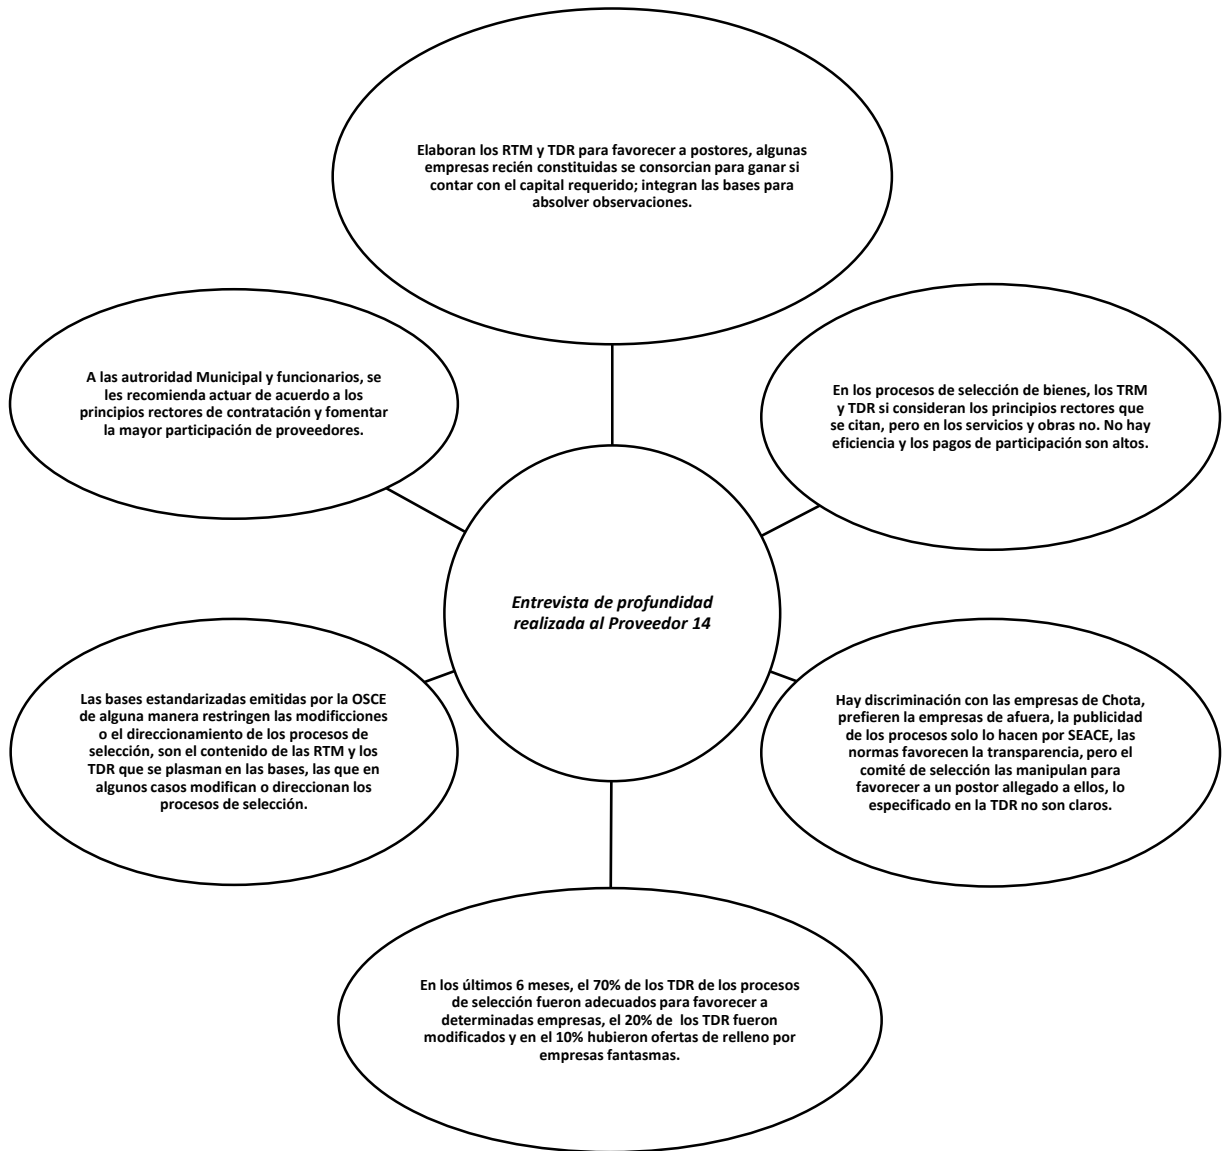 Elaboran los RTM y TDR para favorecer a postores, algunas
empresas recién constituidas se consorcian para ganar si
contar con el capital requerido; integran las bases para
absolver observaciones.
A las autroridad Municipal y funcionarios, se
les recomienda actuar de acuerdo a los
principios rectores de contratación y fomentar
la mayor participación de proveedores.
En los procesos de selección de bienes, los TRM
y TDR si consideran los principios rectores que
se citan, pero en los servicios y obras no. No hay
eficiencia y los pagos de participación son altos.
Entrevista de profundidad
realizada al Proveedor 14
Las bases estandarizadas emitidas por la OSCE
de alguna manera restringen las modificciones
o el direccionamiento de los procesos de
selección, son el contenido de las RTM y los
TDR que se plasman en las bases, las que en
algunos casos modifican o direccionan los
procesos de selección.
Hay discriminación con las empresas de Chota,
prefieren la empresas de afuera, la publicidad
de los procesos solo lo hacen por SEACE, las
normas favorecen la transparencia, pero el
comité de selección las manipulan para
favorecer a un postor allegado a ellos, lo
especificado en la TDR no son claros.
En los últimos 6 meses, el 70% de los TDR de los procesos
de selección fueron adecuados para favorecer a
determinadas empresas, el 20% de los TDR fueron
modificados y en el 10% hubieron ofertas de relleno por
empresas fantasmas.